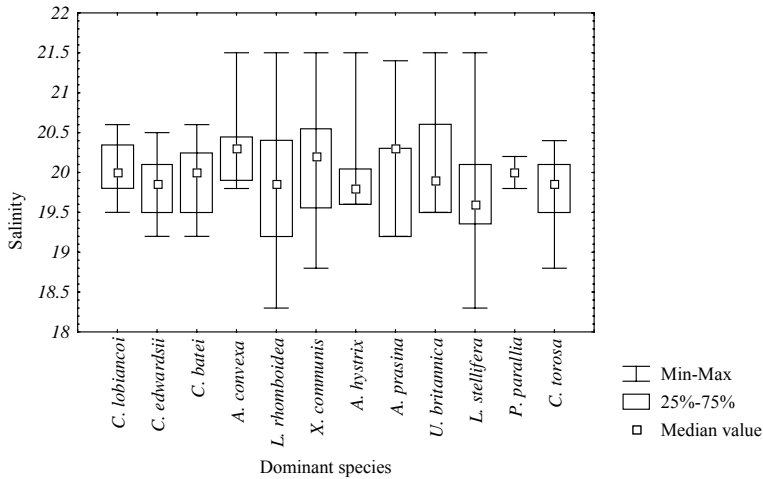 22
21.5
21
20.5
20
19.5
19
18.5
18
Salinity
C. lobiancoi
C. edwardsii
C. batei
A. convexa
L. rhomboidea
X. communis
A. hystrix
A. prasina
U. britannica
L. stellifera
P. parallia
C. torosa
Dominant species
Min-Max
25%-75%
Median value